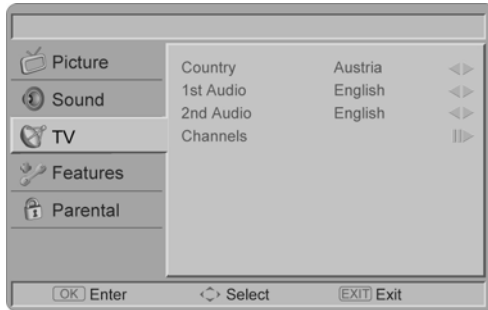 Picture
Sound
TV
Features
Parental
Country Austria
1st Audio English
2nd Audio English
Channels
OK Enter Select EXIT Exit